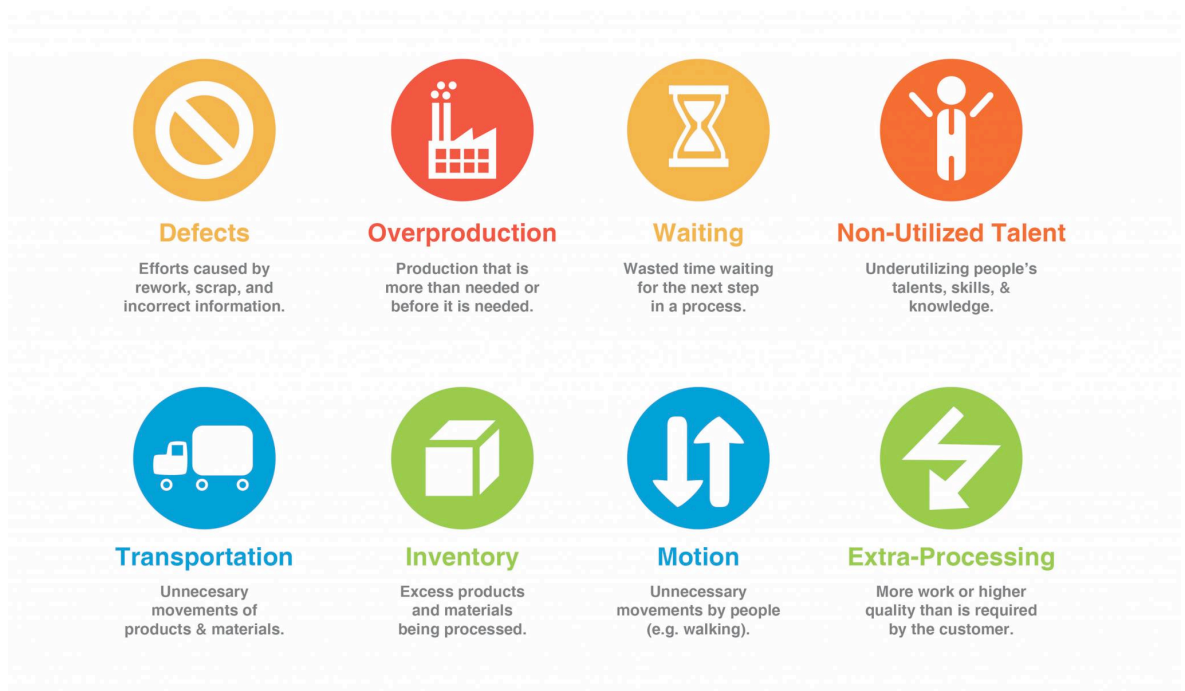 Defects
Efforts caused by
rework, scrap, and
incorrect information.
Overproduction
Production that is
more than needed or
before it is needed.
Waiting
Wasted time waiting
for the next step
in a process.
Non-Utilized Talent
Underutilizing people's
talents, skills, &
knowledge.
Transportation
Unnecesary
movements of
products & materials.
Inventory
Excess products
and materials
being processed.
Motion
Unnecessary
movements by people
(e.g. walking).
Extra-Processing
More work or higher
quality than is required
by the customer.